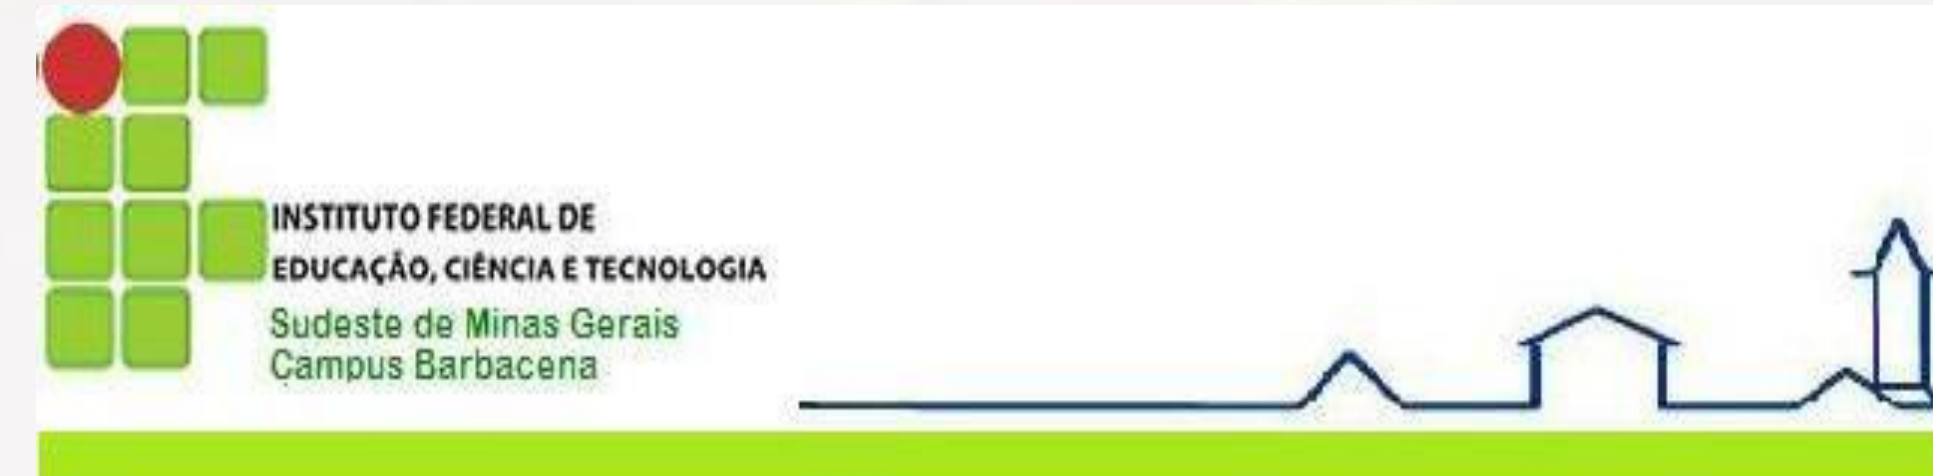 INSTITUTO FEDERAL DE
EDUCAÇÃO, CIÊNCIA E TECNOLOGIA
Sudeste de Minas Gerais
Campus Barbacena